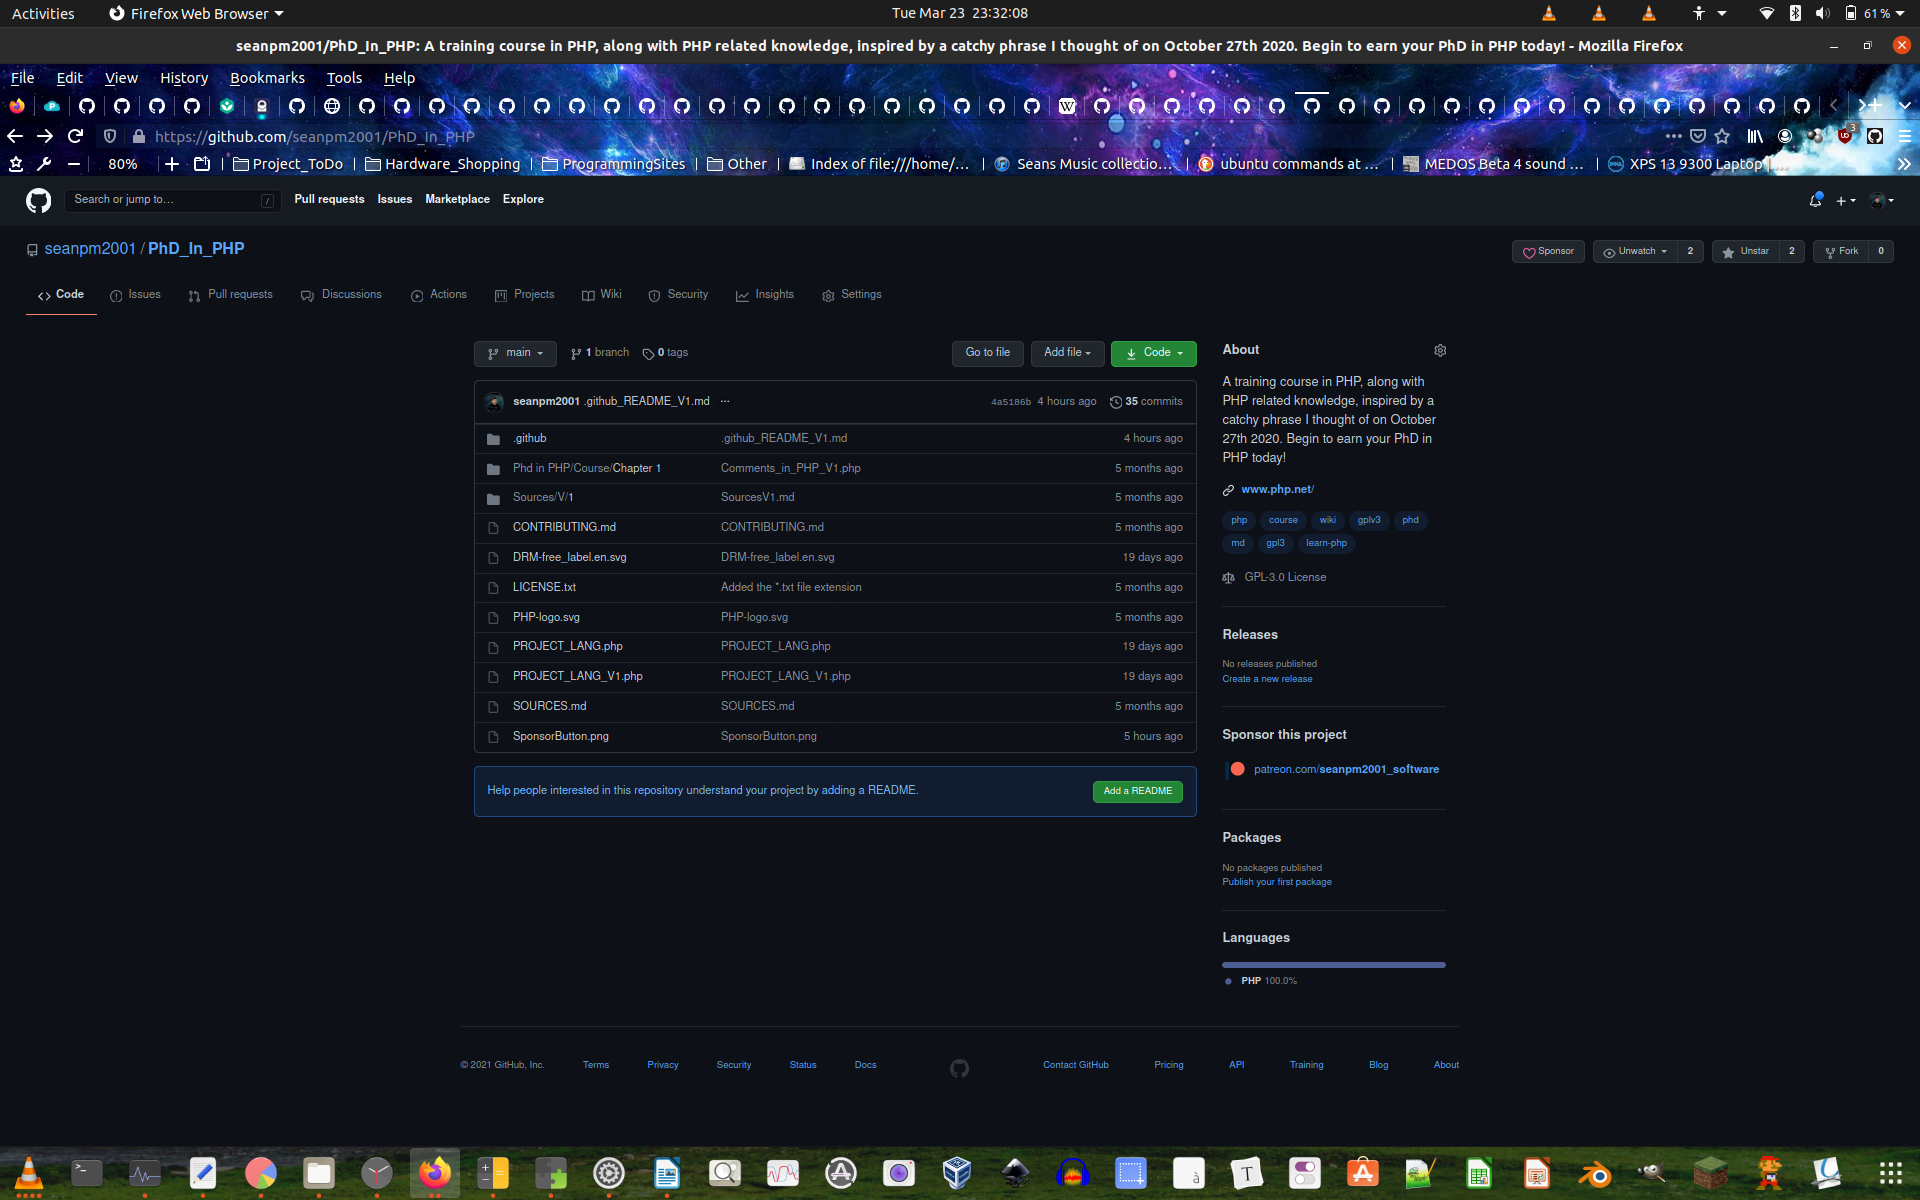 Activities
Firefox Web Browser
Tue Mar 23 23:32:08
61 %
seanpm2001/PhD_In_PHP: A training course in PHP, along with PHP related knowledge, inspired by a catchy phrase I thought of on October 27th 2020. Begin to earn your PhD in PHP today! - Mozilla Firefox
File Edit View History Bookmarks Tools Help
https://github.com/seanpm2001/PhD_In_PHP
3
80%
Project_ToDo
Hardware_Shopping
ProgrammingSites
Other
Index of file:///home/…
Seans Music collectio…
ubuntu commands at …
MEDOS Beta 4 sound …
XPS 13 9300 Laptop |…
Search or jump to…
/
Pull requests Issues Marketplace Explore
seanpm2001 / PhD_In_PHP
Sponsor
Unwatch 2
Unstar 2
Fork 0
Code
Issues
Pull requests
Discussions
Actions
Projects
Wiki
Security
Insights
Settings
main
1 branch
0 tags
Go to file
Add file
Code
seanpm2001 .github_README_V1.md ...
4a5186b 4 hours ago
35 commits
.github .github_README_V1.md 4 hours ago
Phd in PHP/Course/Chapter 1 Comments_in_PHP_V1.php 5 months ago
Sources/V/1 SourcesV1.md 5 months ago
CONTRIBUTING.md CONTRIBUTING.md 5 months ago
DRM-free_label.en.svg DRM-free_label.en.svg 19 days ago
LICENSE.txt Added the *.txt file extension 5 months ago
PHP-logo.svg PHP-logo.svg 5 months ago
PROJECT_LANG.php PROJECT_LANG.php 19 days ago
PROJECT_LANG_V1.php PROJECT_LANG_V1.php 19 days ago
SOURCES.md SOURCES.md 5 months ago
SponsorButton.png SponsorButton.png 5 hours ago
Help people interested in this repository understand your project by adding a README.
Add a README
About
A training course in PHP, along with
PHP related knowledge, inspired by a
catchy phrase I thought of on October
27th 2020. Begin to earn your PhD in
PHP today!
www.php.net/
php course wiki gplv3 phd
md gpl3 learn-php
GPL-3.0 License
Releases
No releases published
Create a new release
Sponsor this project
patreon.com/seanpm2001_software
Packages
No packages published
Publish your first package
Languages
PHP 100.0%
© 2021 GitHub, Inc.
Terms
Privacy
Security
Status
Docs
Contact GitHub
Pricing
API
Training
Blog
About